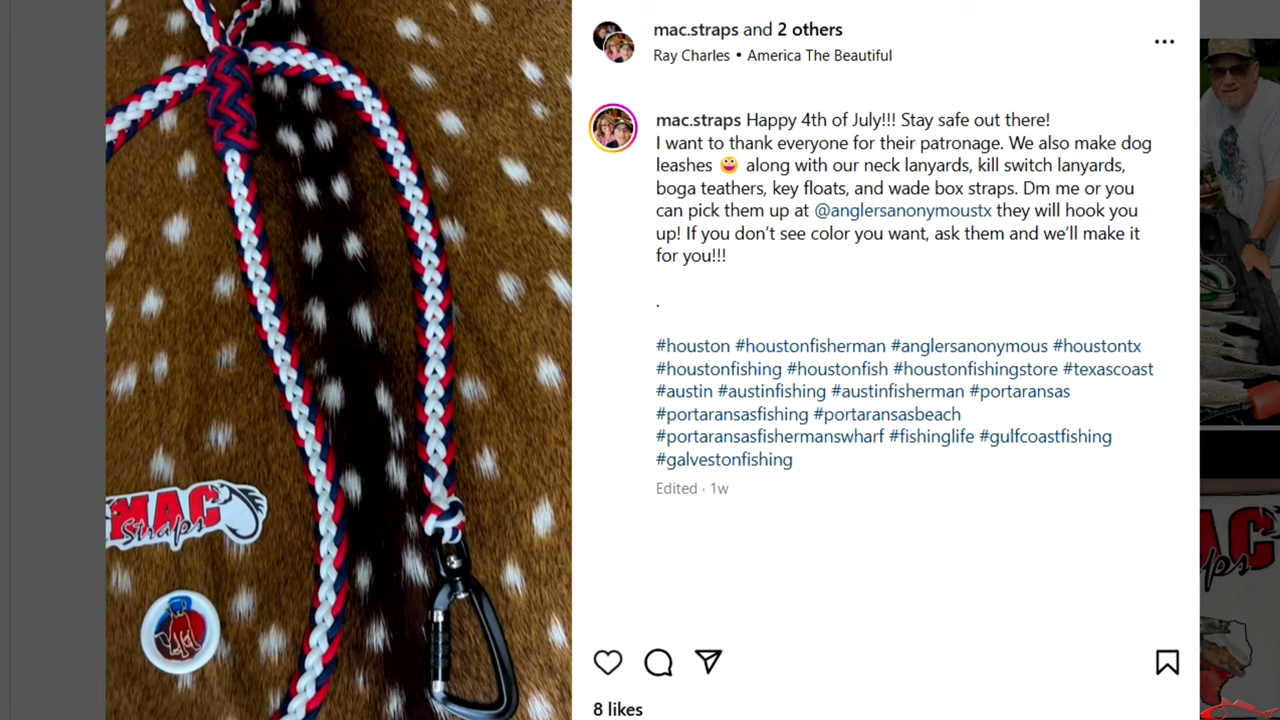 mac.straps and 2 others
Ray Charles • America The Beautiful
mac.straps Happy 4th of July!!! Stay safe out there!
I want to thank everyone for their patronage. We also make dog
leashes 😀 along with our neck lanyards, kill switch lanyards,
boga teathers, key floats, and wade box straps. Dm me or you
can pick them up at @anglersanonymoustx they will hook you
up! If you don’t see color you want, ask them and we’ll make it
for you!!!
.
#houston #houstonfisherman #anglersanonymous #houstontx
#houstonfishing #houstonfish #houstonfishingstore #texascoast
#austin #austinfishing #austinfisherman #portaransas
#portaransasfishing #portaransasbeach
#portaransasfishermanswharf #fishinglife #gulfcoastfishing
#galvestonfishing
Edited · 1w
8 likes
MAC
Straps